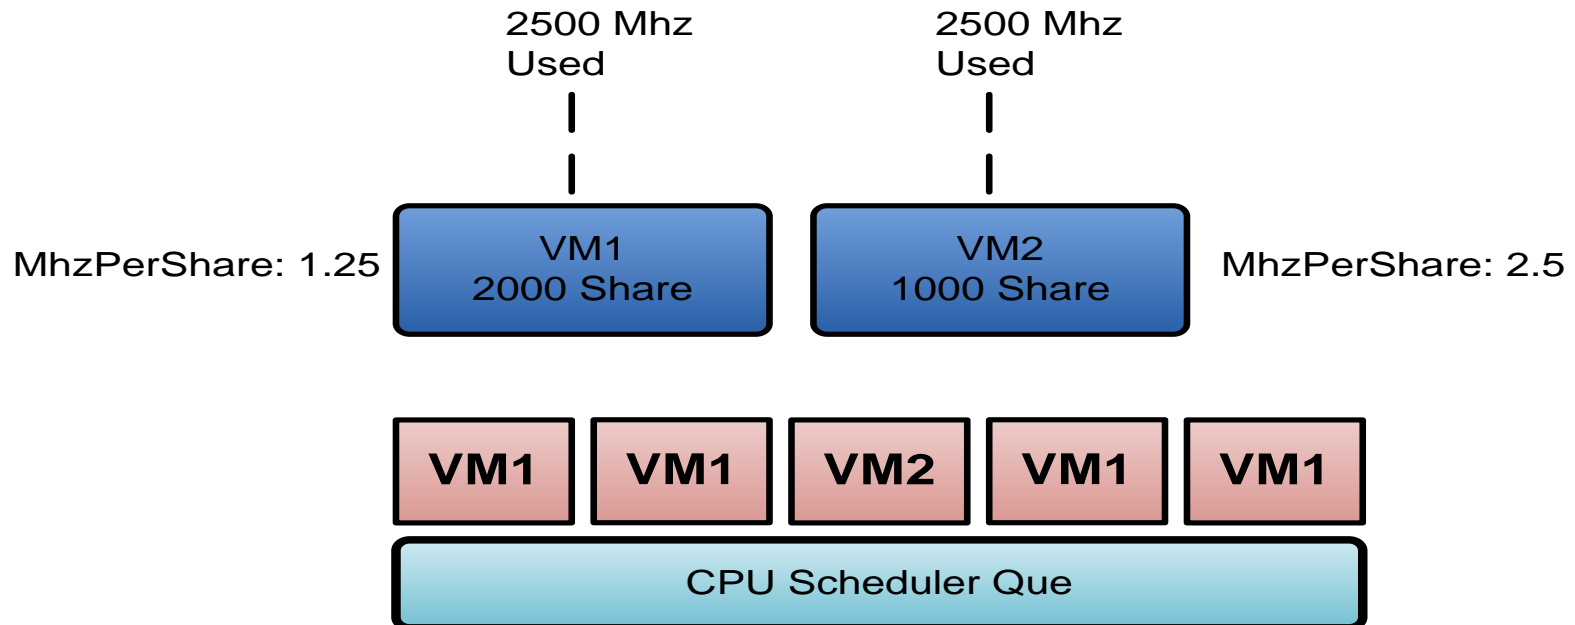 2500 Mhz
Used
2500 Mhz
Used
MhzPerShare: 1.25
VM1
2000 Share
VM2
1000 Share
MhzPerShare: 2.5
VM1
VM1
VM2
VM1
VM1
CPU Scheduler Que